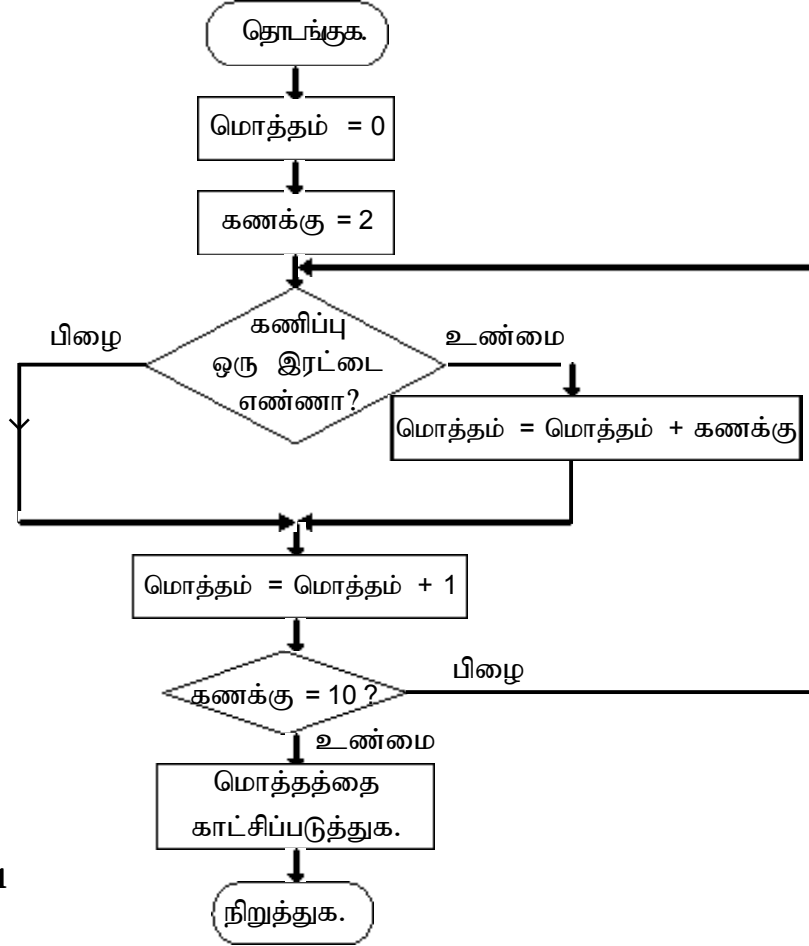 தொடங்குக.
மொத்தம் = 0
கணக்கு = 2
கணிப்பு
ஒரு இரட்டை
எண்ணா?
பிழை
உண்மை
மொத்தம் = மொத்தம் + கணக்கு
மொத்தம் = மொத்தம் + 1
கணக்கு = 10 ?
பிழை
உண்மை
மொத்தத்தை
காட்சிப்படுத்துக.
1
நிறுத்துக.